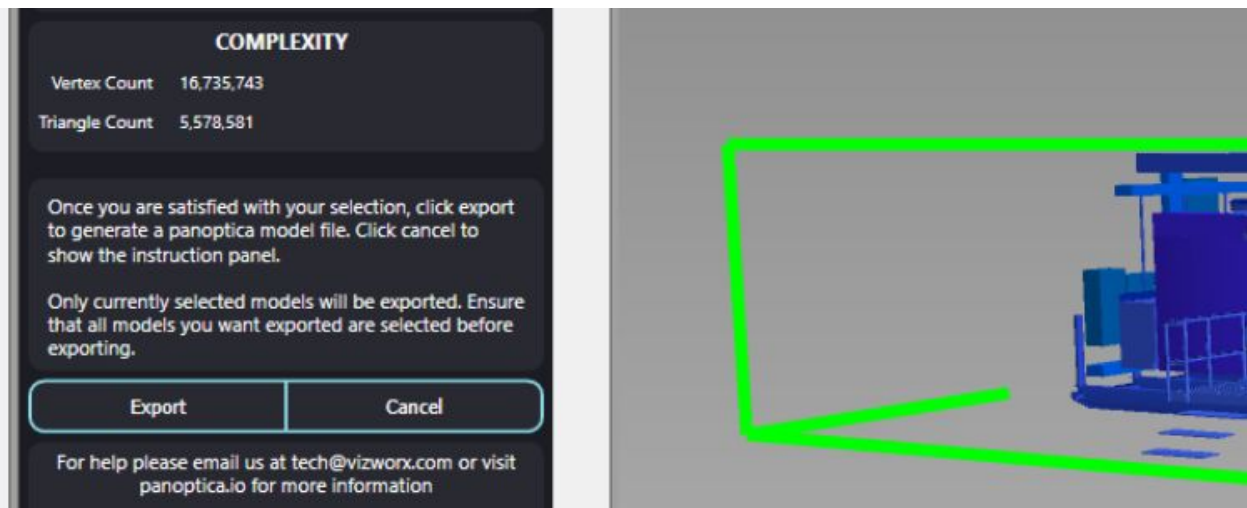 COMPLEXITY
Vertex Count 16,735,743
Triangle Count 5,578,581
Once you are satisfied with your selection, click export
to generate a panoptica model file. Click cancel to
show the instruction panel.
Only currently selected models will be exported. Ensure
that all models you want exported are selected before
exporting.
Export Cancel
For help please email us at tech@vizworx.com or visit
panoptica.io for more information